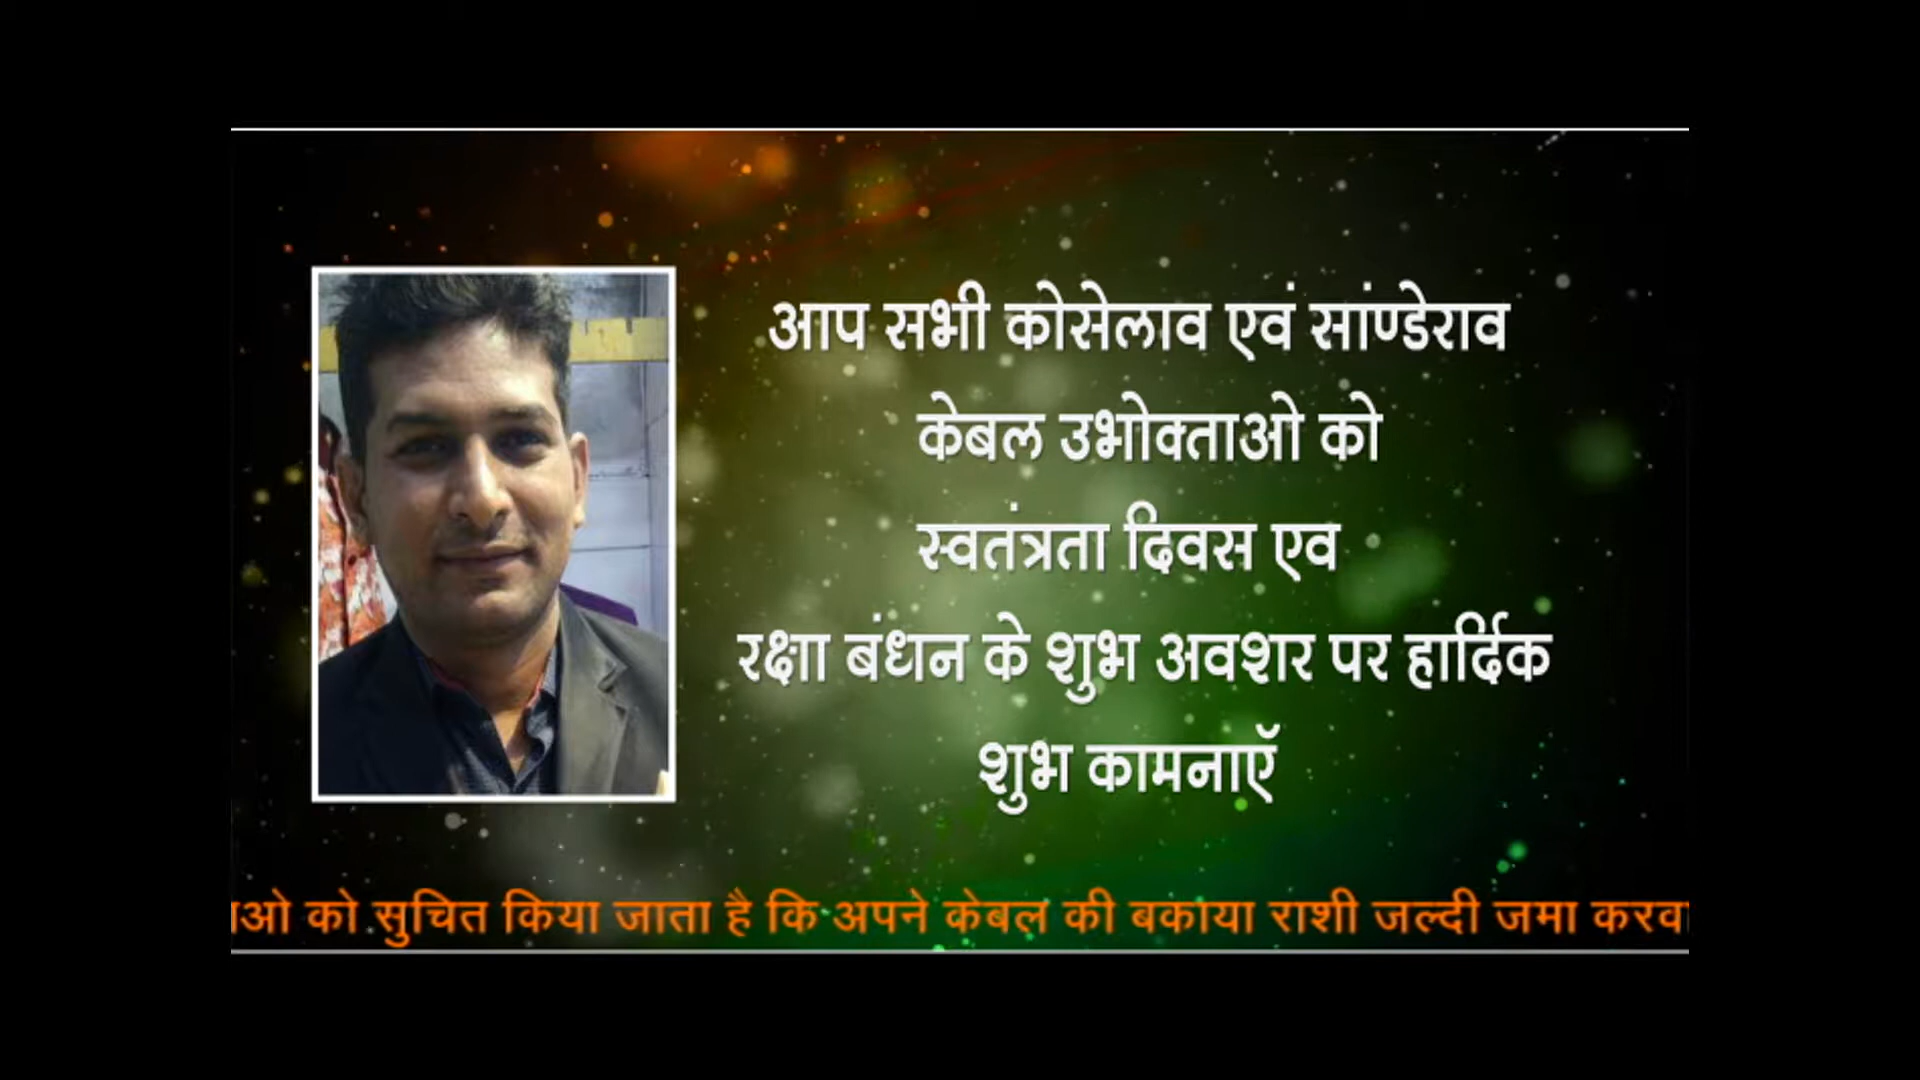 आप सभी कोसेलाव एवं सांण्डेराव
केबल उभोक्ताओ को
स्वतंत्रता दिवस एव
रक्षा बंधन के शुभ अवशर पर हार्दिक
शुभ कामनाएॅ
को सुचित किया जाता है कि अपने केबल की बकाया राशी जल्दी जमा